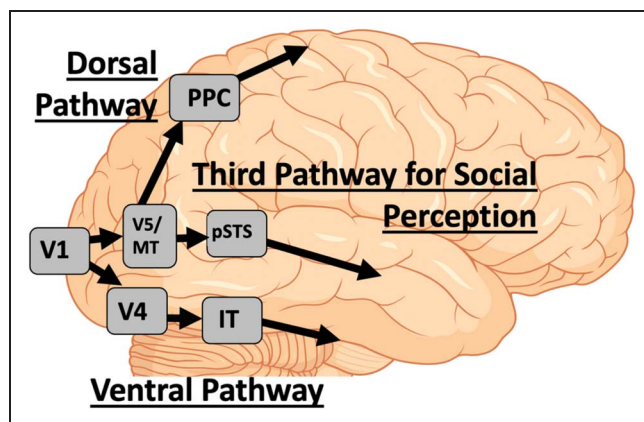 Dorsal
Pathway
PPC
Third Pathway for Social
Perception
V5/
MT
pSTS
V1
V4
IT
Ventral Pathway